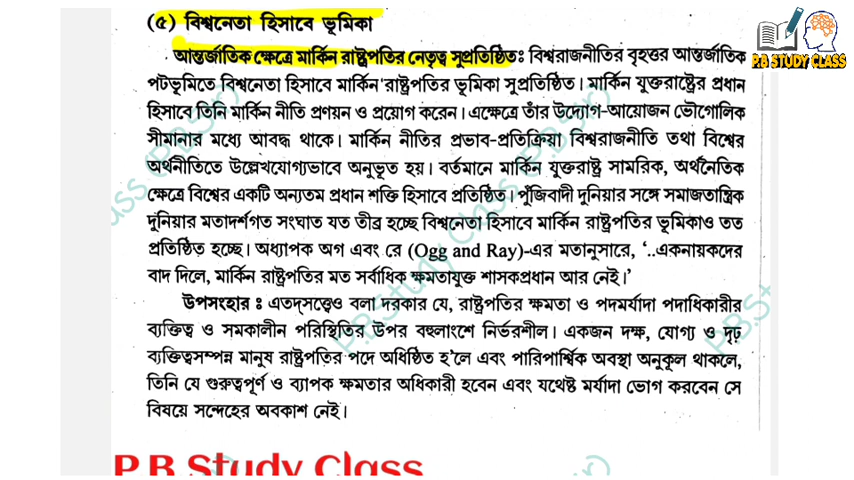 (৫) বিশ্বনেতা হিসাবে ভূমিকা
আন্তর্জাতিক ক্ষেত্রে মার্কিন রাষ্ট্রপতির নেতৃত্ব সুপ্রতিষ্ঠিত: বিশ্বরাজনীতির বৃহত্তর আন্তর্জাতিক
পটভূমিতে বিশ্বনেতা হিসাবে মার্কিন রাষ্ট্রপতির ভূমিকা সুপ্রতিষ্ঠিত। মার্কিন যুক্তরাষ্ট্রের প্রধান
হিসাবে তিনি মার্কিন নীতি প্রণয়ন ও প্রয়োগ করেন। এক্ষেত্রে তাঁর উদ্যোগ-আয়োজন ভৌগোলিক
সীমানার মধ্যে আবদ্ধ থাকে। মার্কিন নীতির প্রভাব-প্রতিক্রিয়া বিশ্বরাজনীতি তথা বিশ্বের
অর্থনীতিতে উল্লেখযোগ্যভাবে অনুভূত হয়। বর্তমানে মার্কিন যুক্তরাষ্ট্র সামরিক, অর্থনৈতিক
ক্ষেত্রে বিশ্বের একটি অন্যতম প্রধান শক্তি হিসাবে প্রতিষ্ঠিত। পুঁজিবাদী দুনিয়ার সঙ্গে সমাজতান্ত্রিক
দুনিয়ার মতাদর্শগত সংঘাত যত তীব্র হচ্ছে বিশ্বনেতা হিসাবে মার্কিন রাষ্ট্রপতির ভূমিকাও তত
প্রতিষ্ঠিত হচ্ছে। অধ্যাপক অগ এবং রে (Ogg and Ray)-এর মতানুসারে, ‘..একনায়কদের
বাদ দিলে, মার্কিন রাষ্ট্রপতির মত সর্বাধিক ক্ষমতাযুক্ত শাসকপ্রধান আর নেই।’
উপসংহার : এতদ্‌সত্ত্বেও বলা দরকার যে, রাষ্ট্রপতির ক্ষমতা ও পদমর্যাদা পদাধিকারীর
ব্যক্তিত্ব ও সমকালীন পরিস্থিতির উপর বহুলাংশে নির্ভরশীল। একজন দক্ষ, যোগ্য ও দৃঢ়
ব্যক্তিত্বসম্পন্ন মানুষ রাষ্ট্রপতির পদে অধিষ্ঠিত হ'লে এবং পারিপার্শ্বিক অবস্থা অনুকূল থাকলে,
তিনি যে গুরুত্বপূর্ণ ও ব্যাপক ক্ষমতার অধিকারী হবেন এবং যথেষ্ট মর্যাদা ভোগ করবেন সে
বিষয়ে সন্দেহের অবকাশ নেই।
P.B STUDY CLASS
P.B Study Class